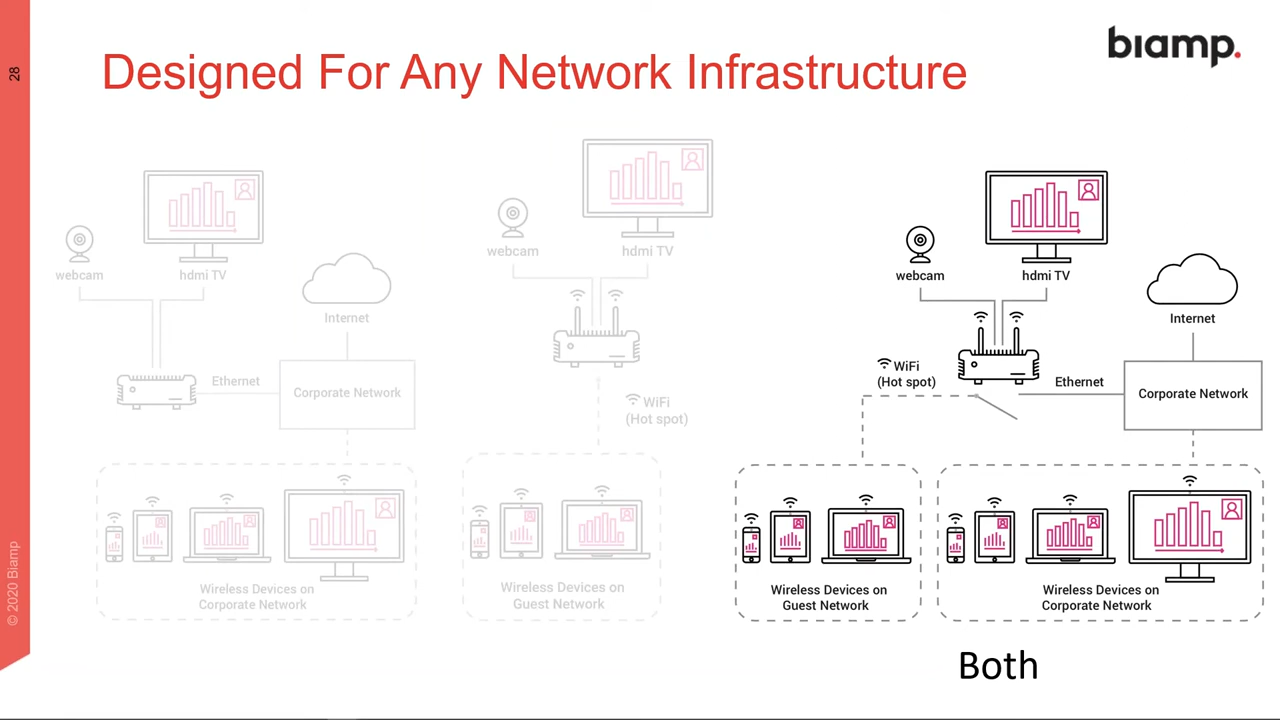 28
Designed For Any Network Infrastructure
biamp.
webcam
hdmi TV
Internet
Ethernet
Corporate Network
Wireless Devices on
Corporate Network
webcam
hdmi TV
WiFi
(Hot spot)
Wireless Devices on
Guest Network
webcam
hdmi TV
Internet
WiFi
(Hot spot)
Ethernet
Corporate Network
Wireless Devices on
Guest Network
Wireless Devices on
Corporate Network
Both
© 2020 Biamp